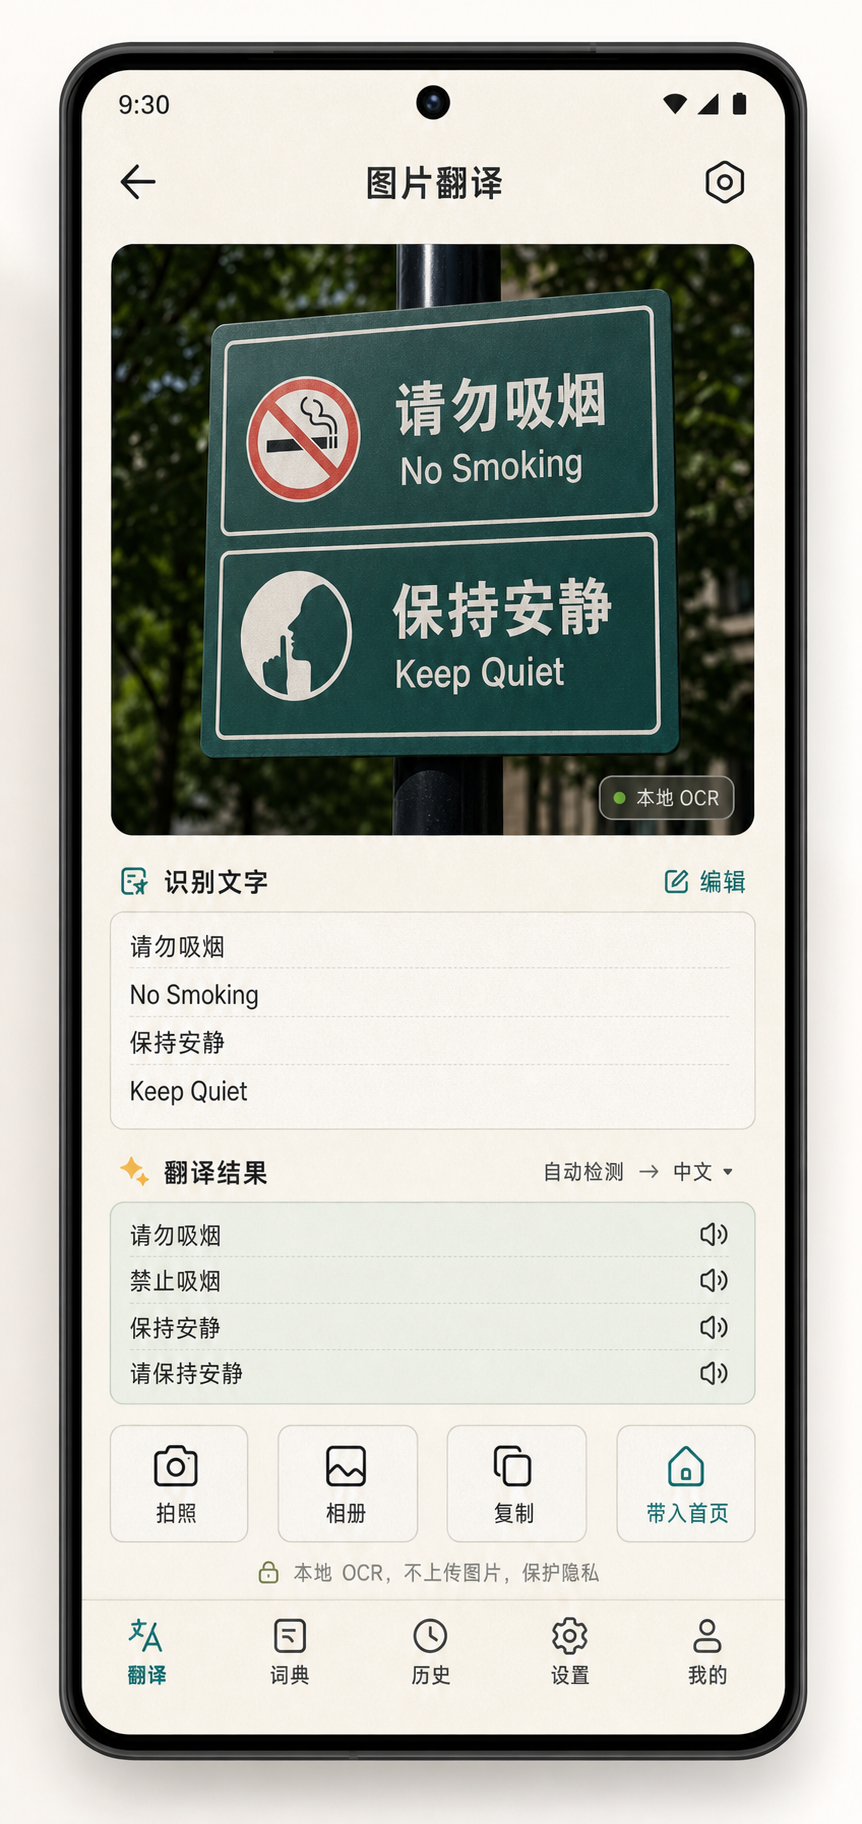 9:30
图片翻译
请勿吸烟
No Smoking
保持安静
Keep Quiet
本地 OCR
识别文字
编辑
请勿吸烟
No Smoking
保持安静
Keep Quiet
翻译结果
自动检测 → 中文
请勿吸烟
禁止吸烟
保持安静
请保持安静
拍照 相册 复制 带入首页
本地 OCR，不上传图片，保护隐私
翻译 词典 历史 设置 我的